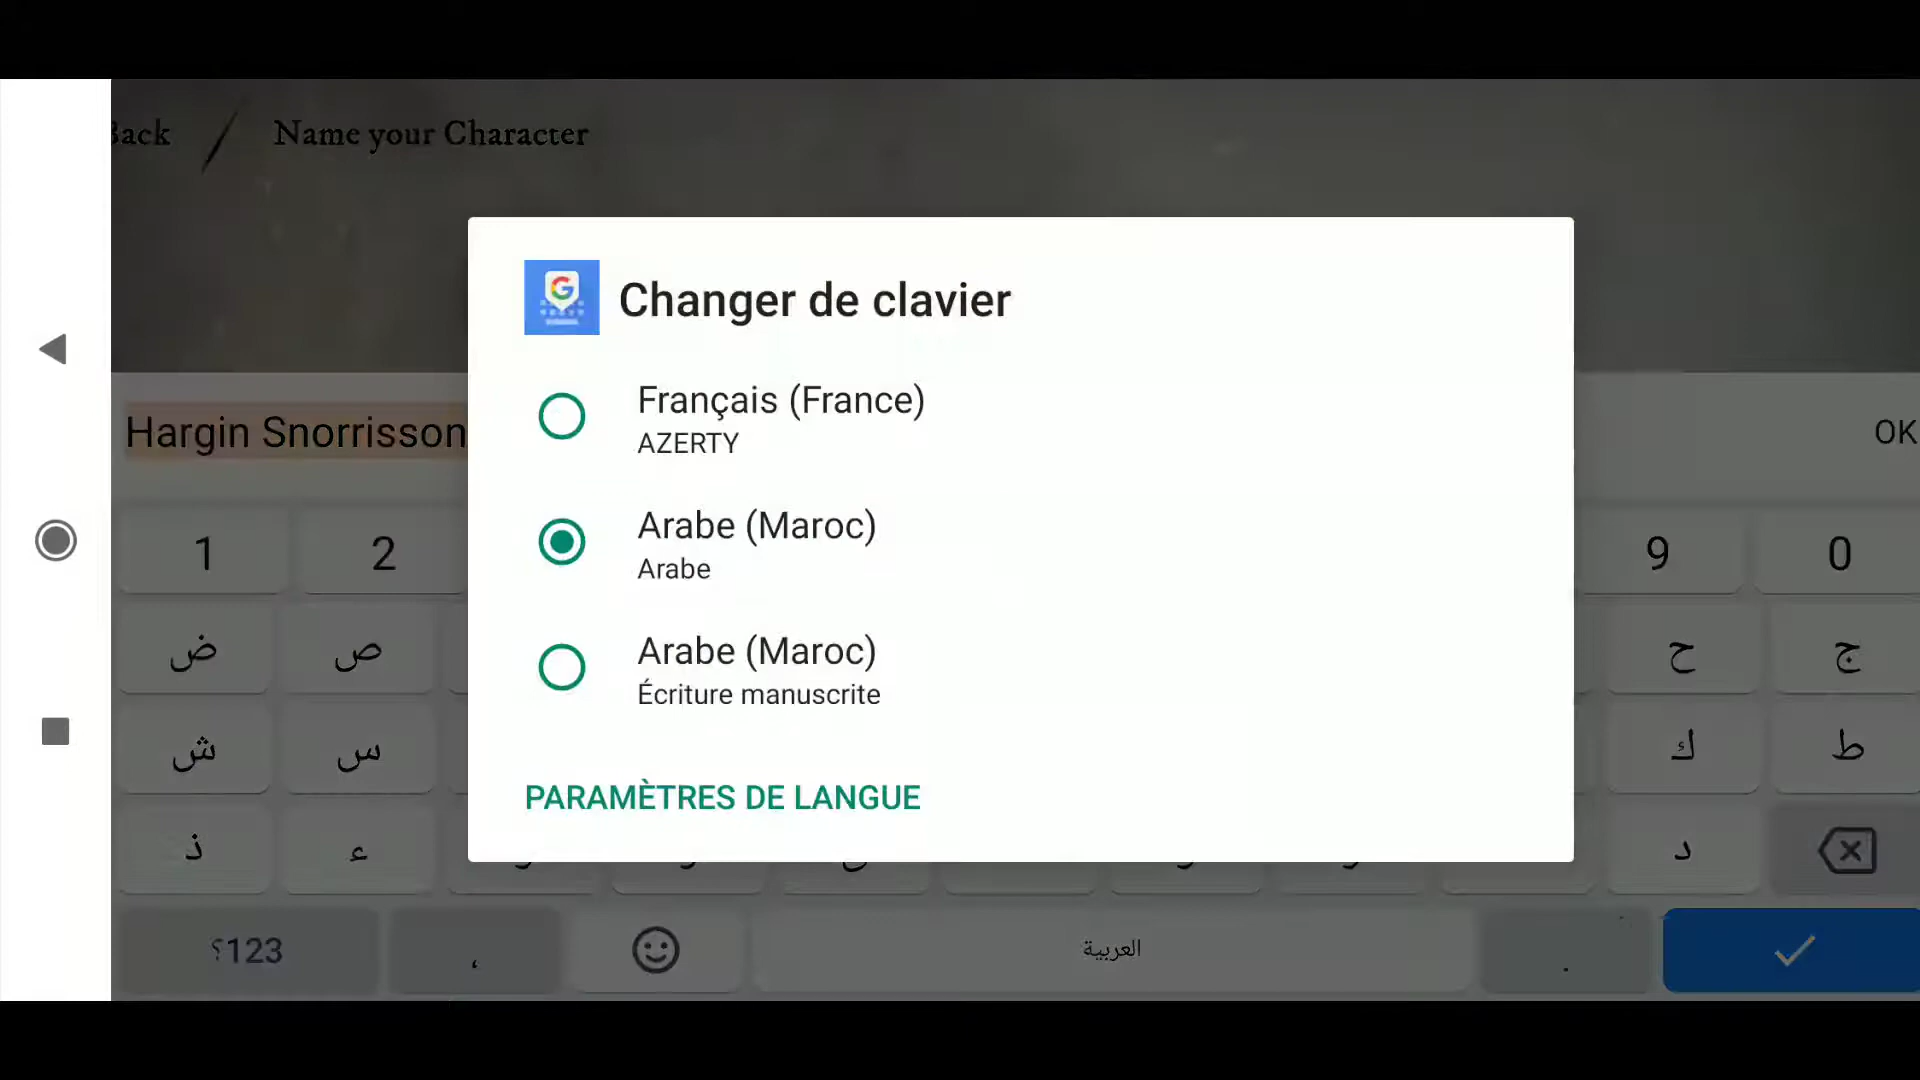 Back / Name your Character
Changer de clavier
Français (France)
AZERTY
Hargin Snorrisson
OK
Arabe (Maroc)
Arabe
1 2 9 0
Arabe (Maroc)
Écriture manuscrite
ض ص ح ج
ش س ك ط
PARAMÈTRES DE LANGUE
ذ ء د
؟123 ، العربية .